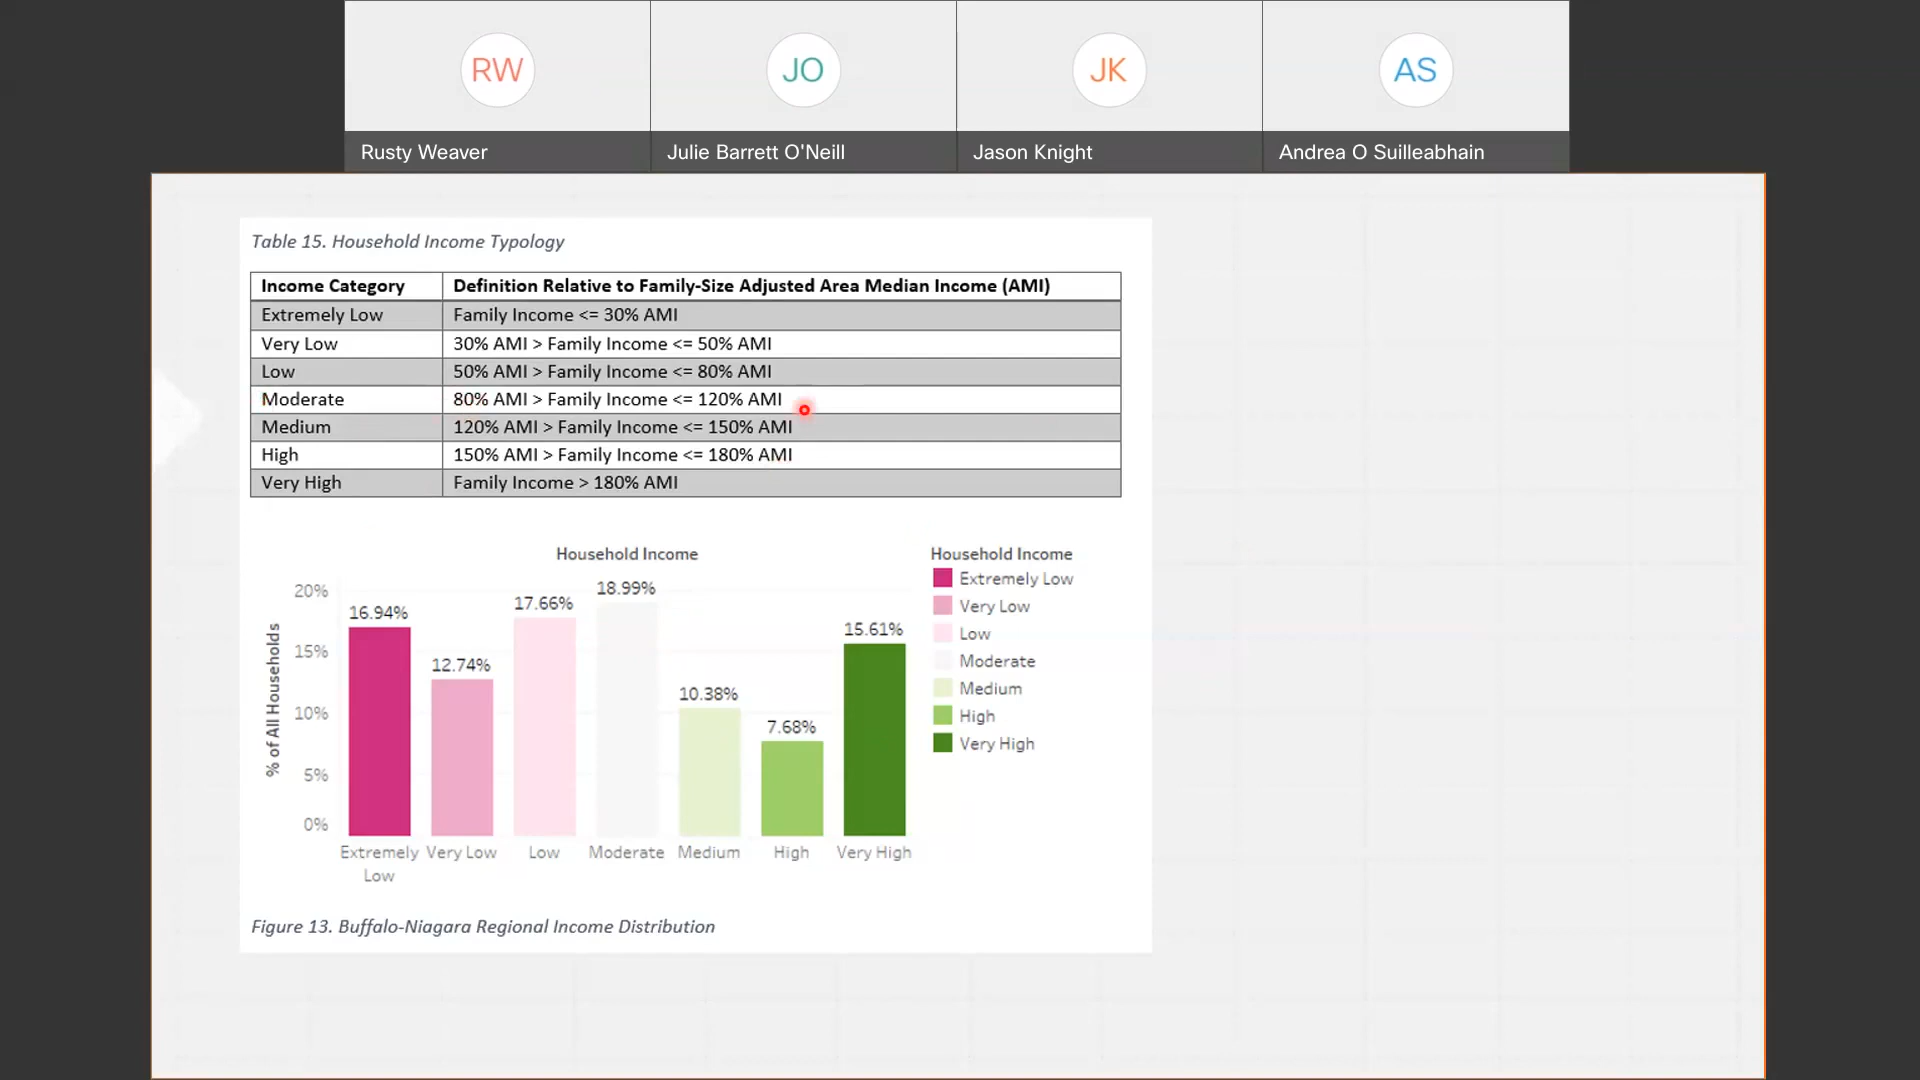 RW
JO
JK
AS
Rusty Weaver
Julie Barrett O'Neill
Jason Knight
Andrea O Suilleabhain
Table 15. Household Income Typology
Income Category Definition Relative to Family-Size Adjusted Area Median Income (AMI)
Extremely Low Family Income <= 30% AMI
Very Low 30% AMI > Family Income <= 50% AMI
Low 50% AMI > Family Income <= 80% AMI
Moderate 80% AMI > Family Income <= 120% AMI
Medium 120% AMI > Family Income <= 150% AMI
High 150% AMI > Family Income <= 180% AMI
Very High Family Income > 180% AMI
Household Income
% of All Households
20%
15%
10%
5%
0%
16.94%
12.74%
17.66%
18.99%
10.38%
7.68%
15.61%
Extremely Low
Very Low
Low
Moderate
Medium
High
Very High
Household Income
Extremely Low
Very Low
Low
Moderate
Medium
High
Very High
Figure 13. Buffalo-Niagara Regional Income Distribution